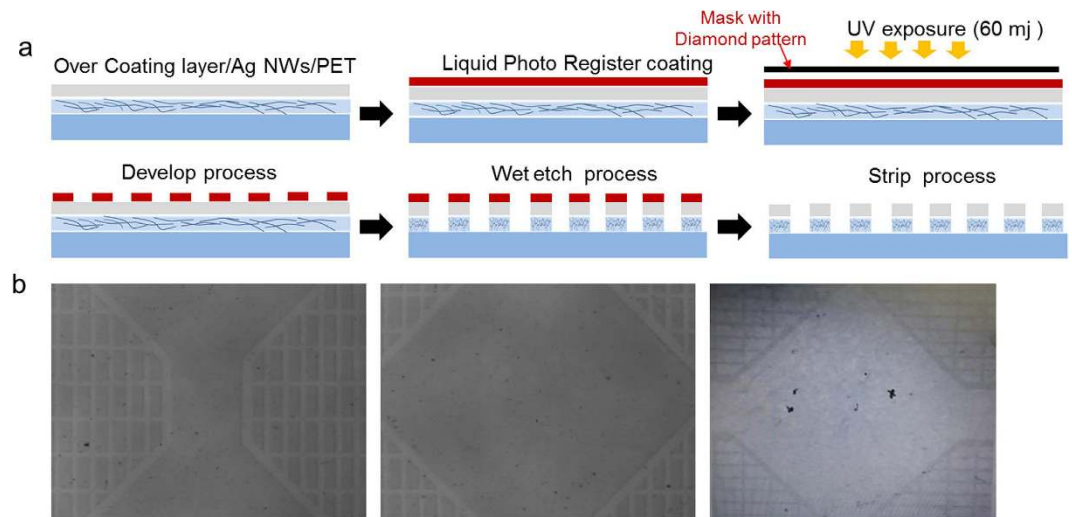 a
Over Coating layer/Ag NWs/PET
Liquid Photo Register coating
Mask with
Diamond pattern
UV exposure (60 mj )
Develop process
Wet etch process
Strip process
b